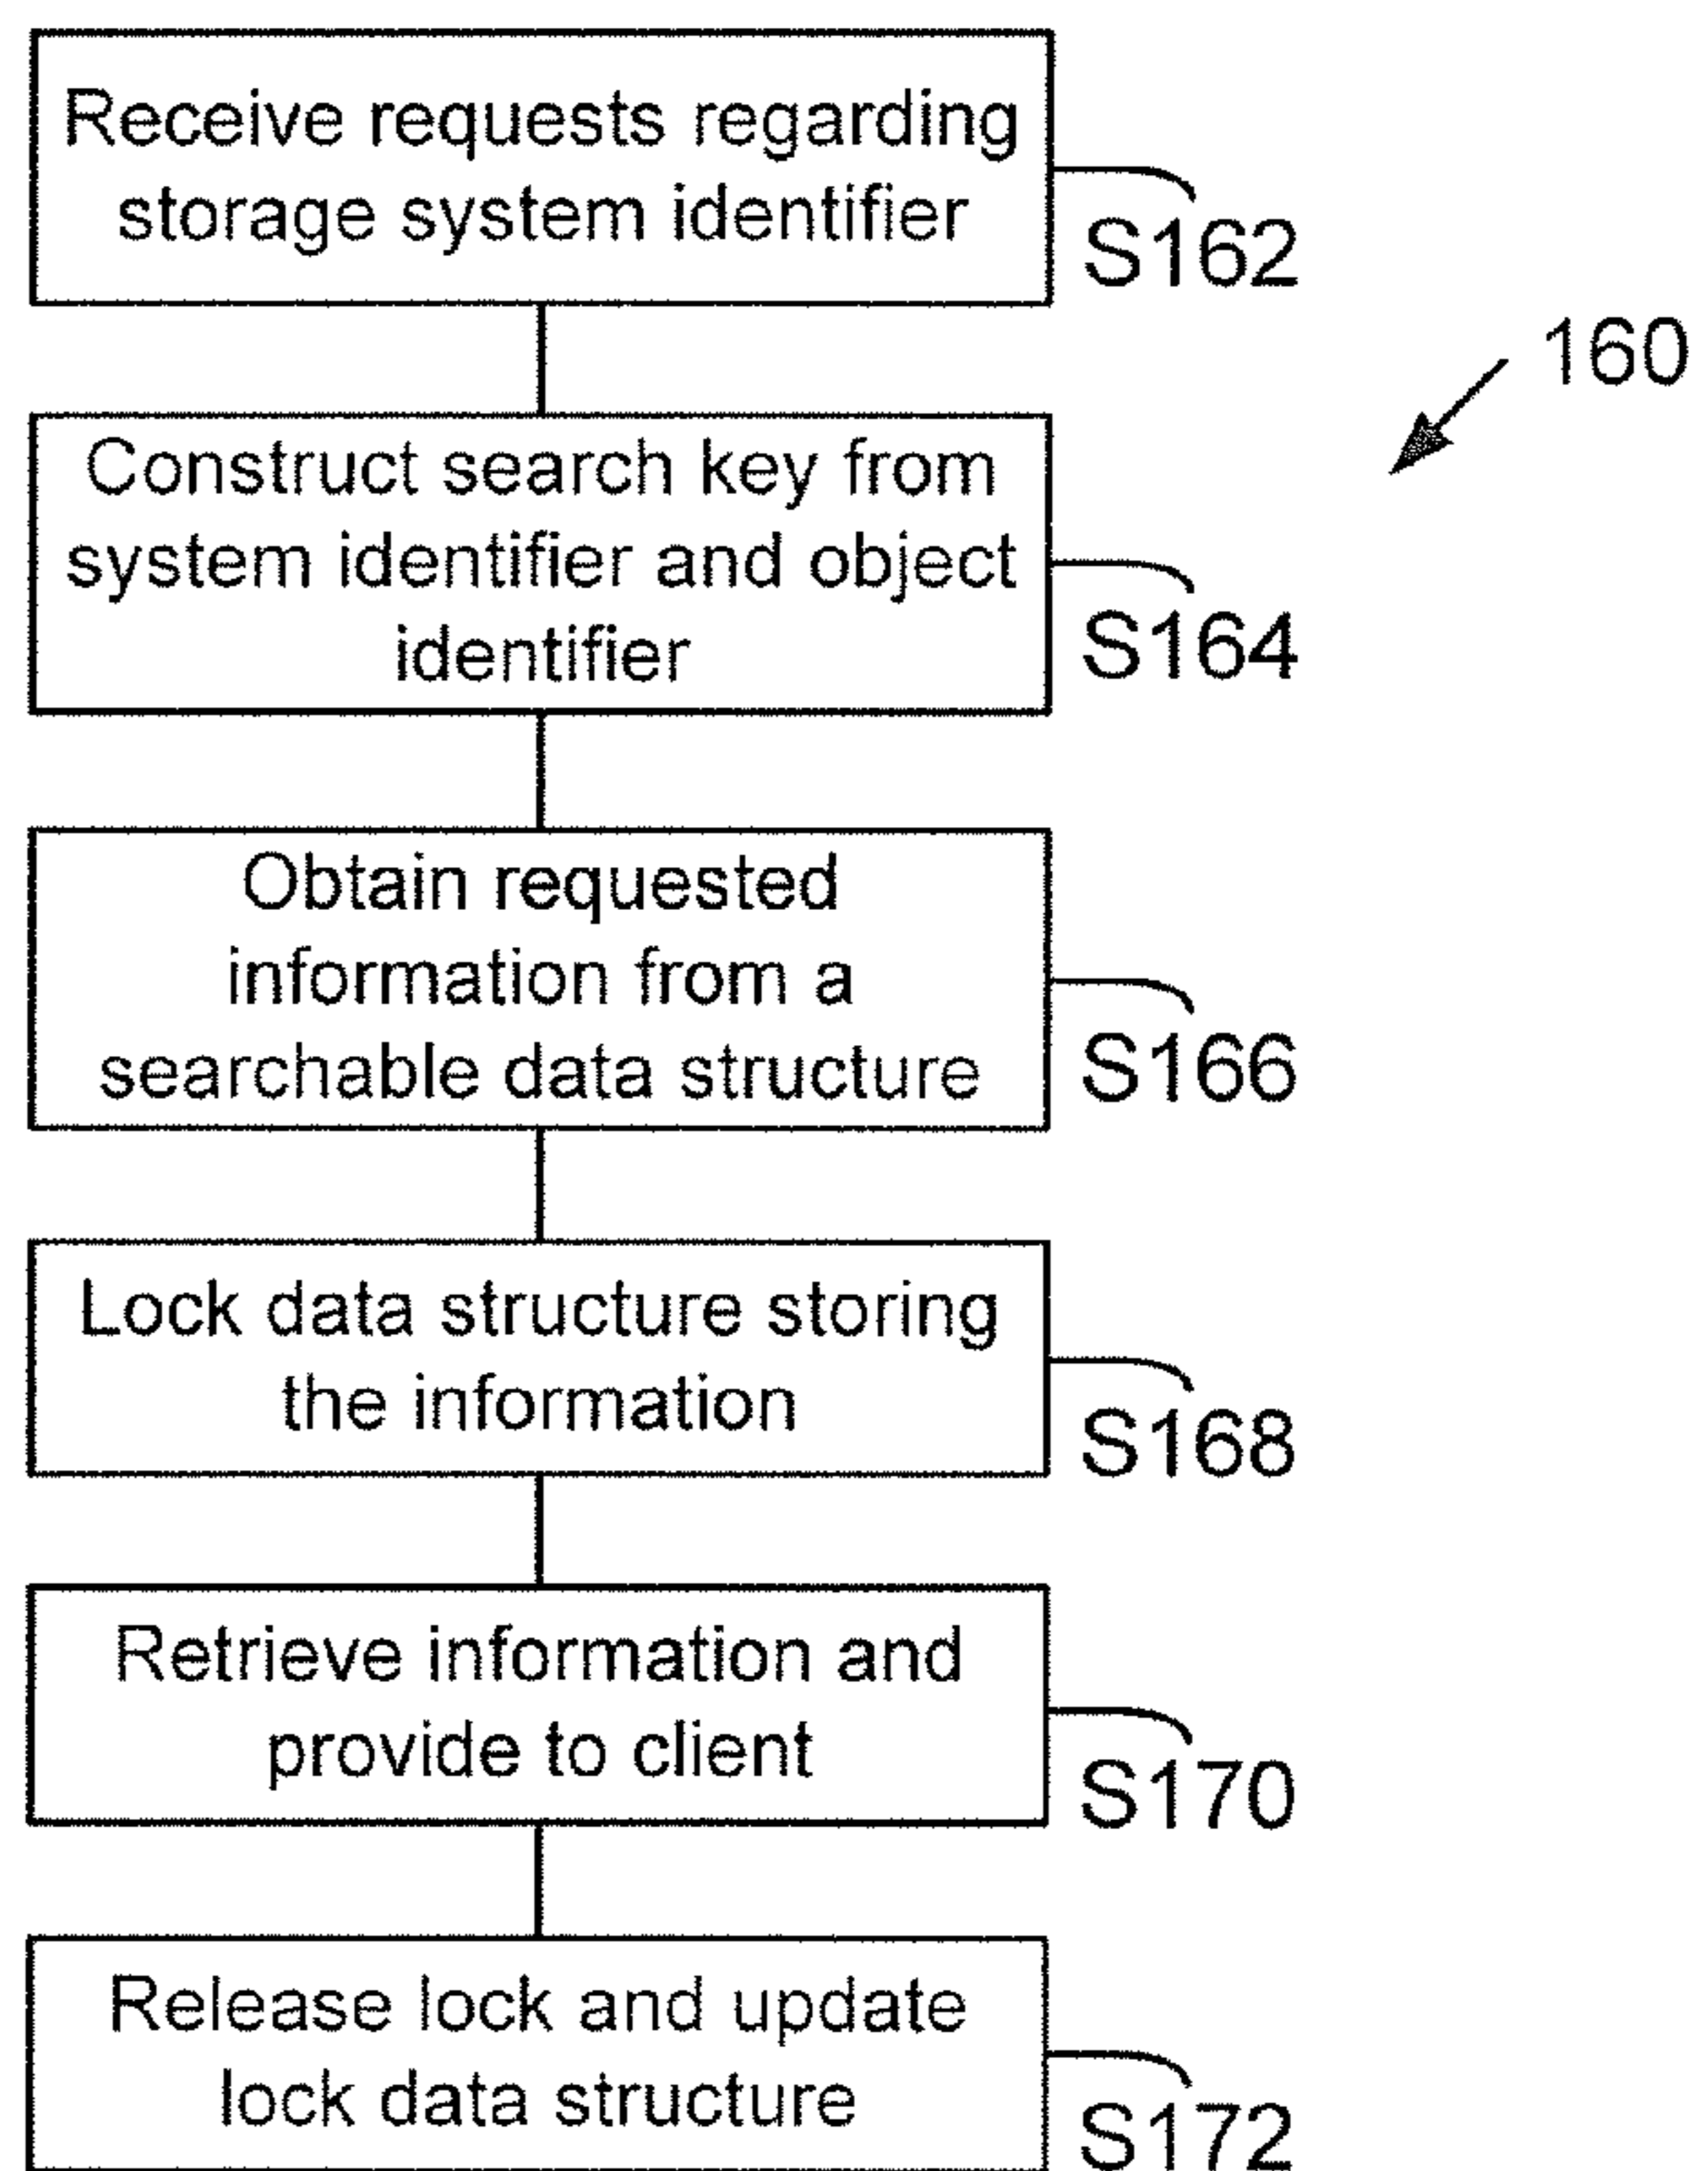 Receive requests regarding
storage system identifier
S162
160
Construct search key from
system identifier and object
identifier
S164
Obtain requested
information from a
searchable data structure
S166
Lock data structure storing
the information
S168
Retrieve information and
provide to client
S170
Release lock and update
lock data structure
S172